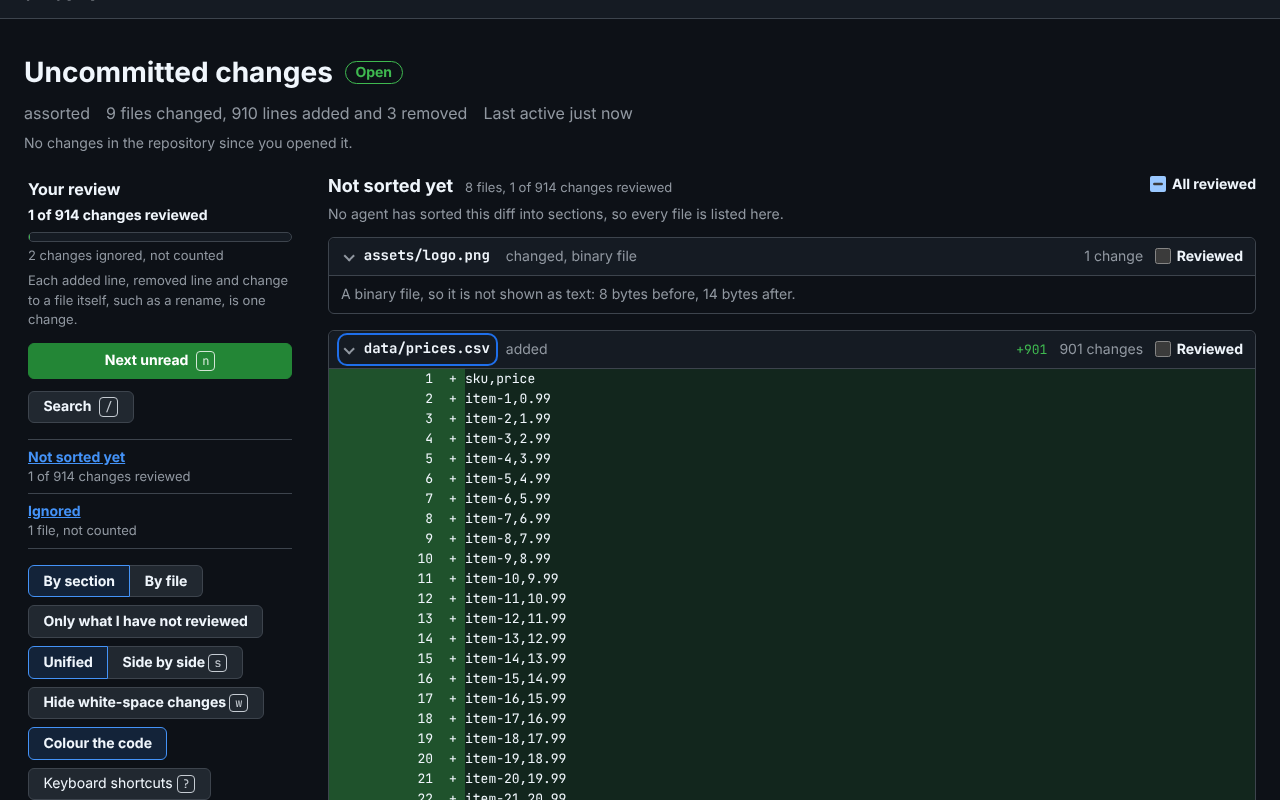 Uncommitted changes Open
assorted 9 files changed, 910 lines added and 3 removed Last active just now
No changes in the repository since you opened it.
Your review
1 of 914 changes reviewed
2 changes ignored, not counted
Each added line, removed line and change
to a file itself, such as a rename, is one
change.
Next unread n
Search /
Not sorted yet
1 of 914 changes reviewed
Ignored
1 file, not counted
By section By file
Only what I have not reviewed
Unified Side by side s
Hide white-space changes w
Colour the code
Keyboard shortcuts ?
Not sorted yet 8 files, 1 of 914 changes reviewed All reviewed
No agent has sorted this diff into sections, so every file is listed here.
assets/logo.png changed, binary file 1 change Reviewed
A binary file, so it is not shown as text: 8 bytes before, 14 bytes after.
data/prices.csv added +901 901 changes Reviewed
1 + sku,price
2 + item-1,0.99
3 + item-2,1.99
4 + item-3,2.99
5 + item-4,3.99
6 + item-5,4.99
7 + item-6,5.99
8 + item-7,6.99
9 + item-8,7.99
10 + item-9,8.99
11 + item-10,9.99
12 + item-11,10.99
13 + item-12,11.99
14 + item-13,12.99
15 + item-14,13.99
16 + item-15,14.99
17 + item-16,15.99
18 + item-17,16.99
19 + item-18,17.99
20 + item-19,18.99
21 + item-20,19.99
22 + item-21,20.99